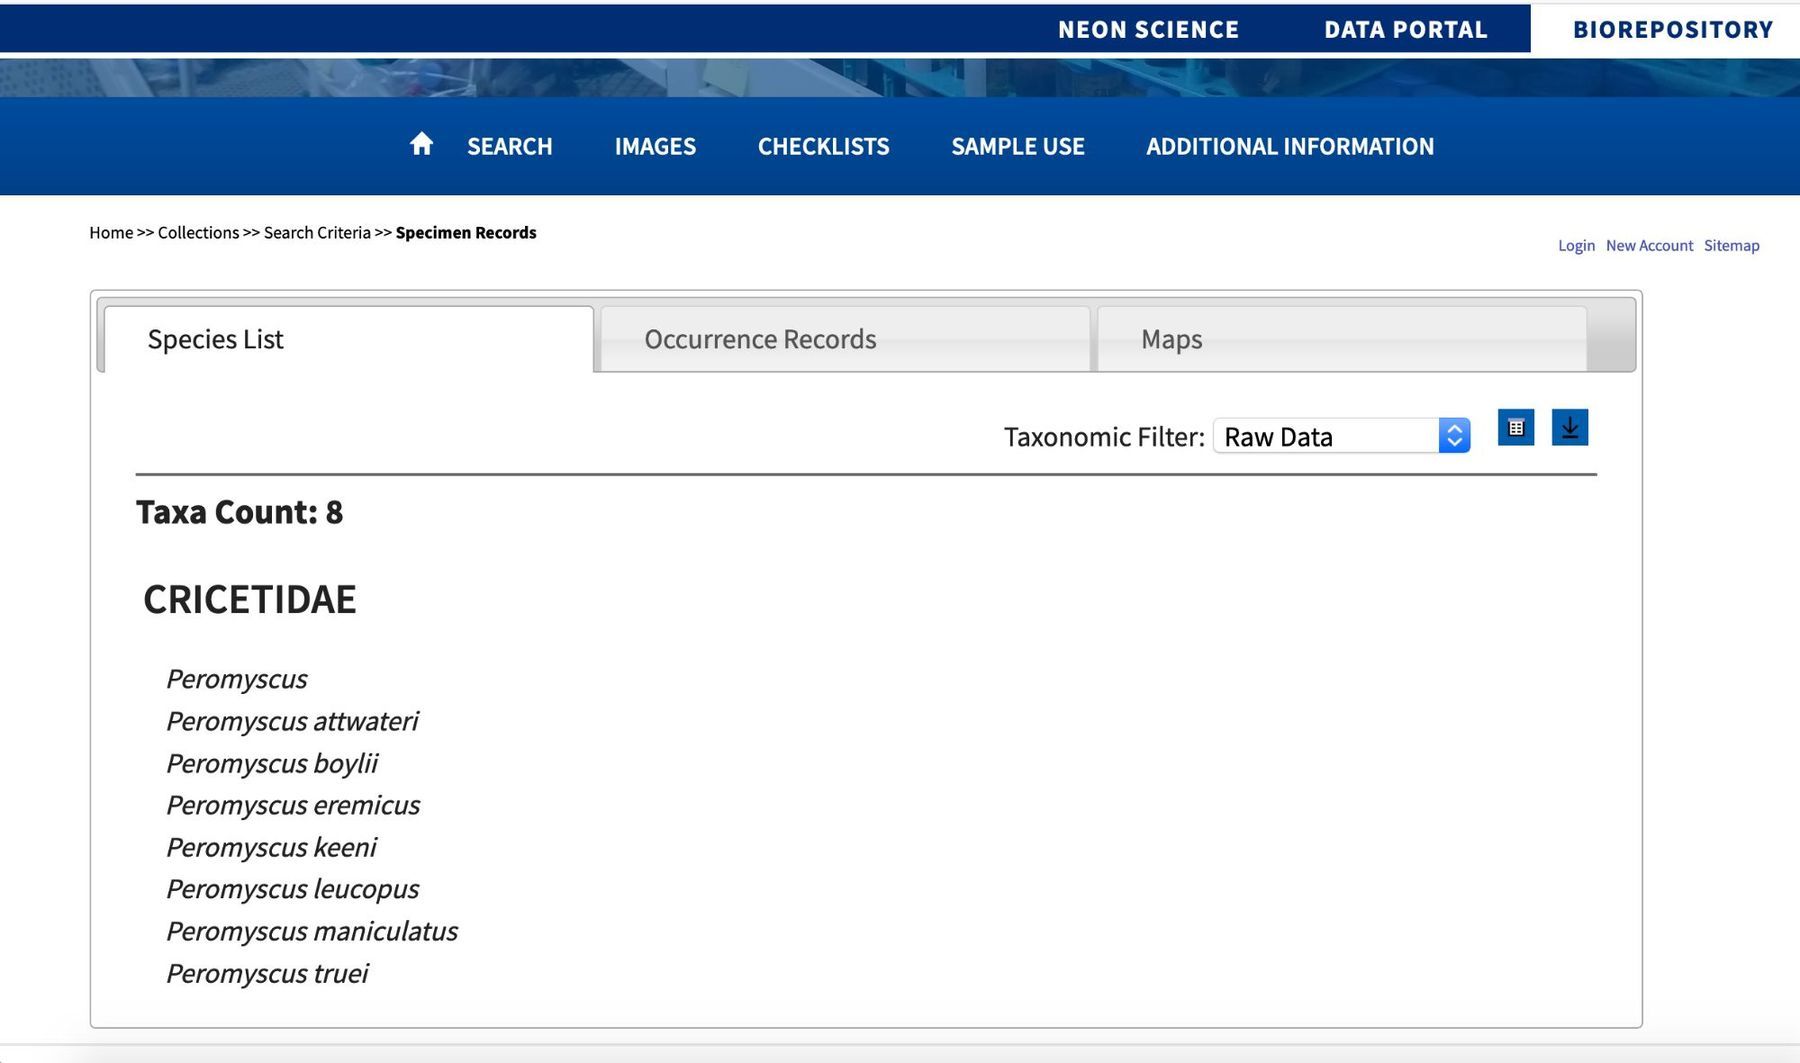 NEON SCIENCE DATA PORTAL BIOREPOSITORY
SEARCH IMAGES CHECKLISTS SAMPLE USE ADDITIONAL INFORMATION
Home >> Collections >> Search Criteria >> Specimen Records
Login New Account Sitemap
Species List Occurrence Records Maps
Taxonomic Filter: Raw Data
Taxa Count: 8
CRICETIDAE
Peromyscus
Peromyscus attwateri
Peromyscus boylii
Peromyscus eremicus
Peromyscus keeni
Peromyscus leucopus
Peromyscus maniculatus
Peromyscus truei